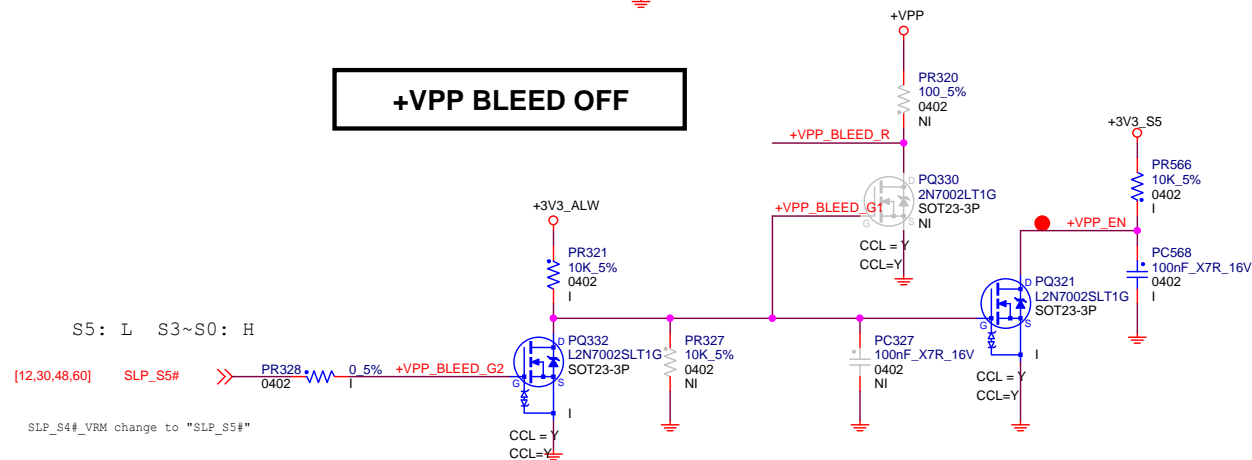 +VPP
+VPP BLEED OFF
PR320
100_5%
0402
NI
+VPP_BLEED_R
+3V3_S5
PR566
10K_5%
0402
I
D
PQ330
2N7002LT1G
SOT23-3P
NI
+VPP_BLEED_G1
G
S
CCL = Y
CCL=Y
+3V3_ALW
PR321
10K_5%
0402
I
+VPP_EN
PC568
100nF_X7R_16V
0402
I
D
PQ321
L2N7002SLT1G
SOT23-3P
G
S
I
CCL = Y
CCL=Y
S5: L S3~S0: H
D
PQ332
L2N7002SLT1G
SOT23-3P
G
S
I
CCL = Y
CCL=Y
PR327
10K_5%
0402
NI
PC327
100nF_X7R_16V
0402
NI
[12,30,48,60] SLP_S5#
PR328 0_5%
0402 I
+VPP_BLEED_G2
SLP_S4#_VRM change to "SLP_S5#"